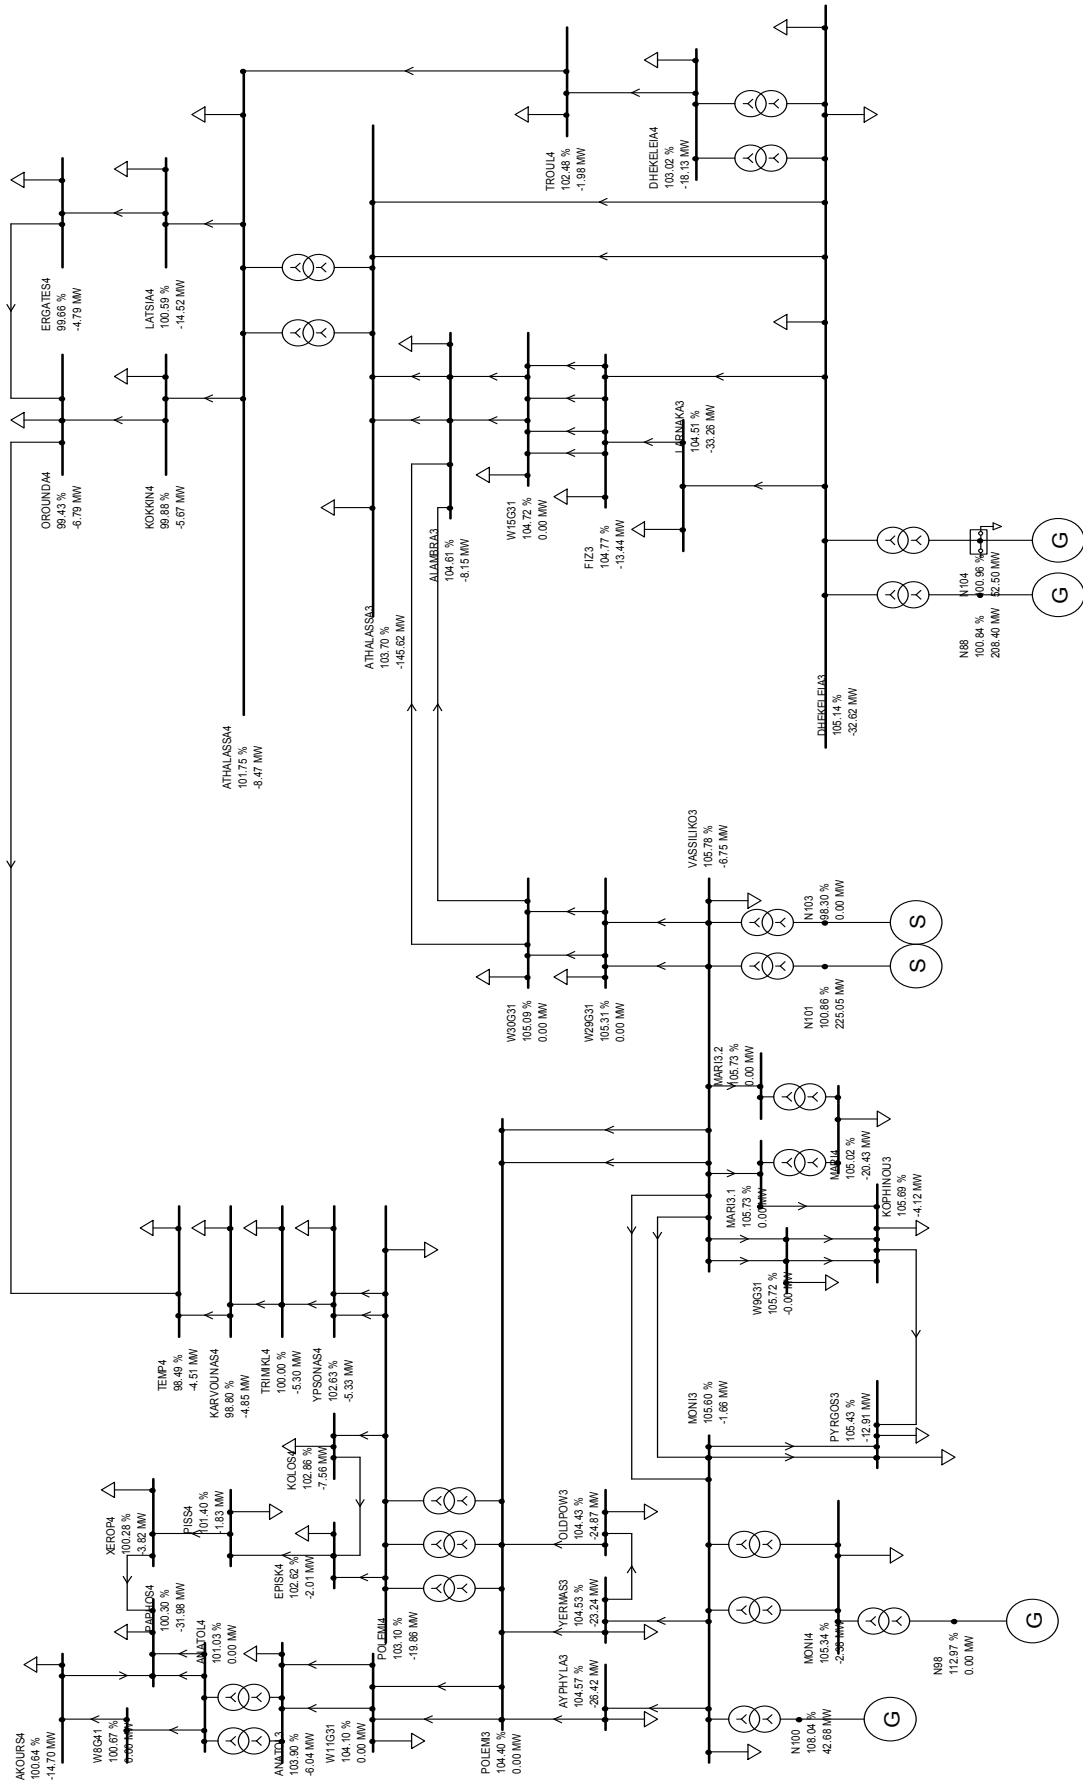 AKOURS4
100.64 %
-14.70 MW
W8G41
100.67 %
0.00 MW
XEROP4
100.28 %
-3.82 MW
PAPHOS4
100.30 %
-31.98 MW
PISS4
101.40 %
-1.83 MW
ANATOL4
101.03 %
0.00 MW
TEMP4
98.49 %
-4.51 MW
KARVOUNAS4
98.80 %
-4.85 MW
TRIMIKL4
100.00 %
-5.30 MW
YPSONAS4
102.63 %
-5.33 MW
KOLOS4
102.86 %
-7.56 MW
EPISK4
102.62 %
-2.01 MW
ANATOL3
103.90 %
-6.04 MW
W11G31
104.10 %
0.00 MW
POLEMI4
103.10 %
-19.86 MW
POLEMI3
104.40 %
0.00 MW
AYPHYLA3
104.57 %
-26.42 MW
YERMAS3
104.53 %
-23.24 MW
OLDPOW3
104.43 %
-24.87 MW
MONI3
105.60 %
-1.66 MW
N100
108.04 %
42.68 MW
G
MONI4
105.34 %
-2.38 MW
N98
112.97 %
0.00 MW
G
PYRGOS3
105.43 %
-12.91 MW
W9G31
105.72 %
-0.00 MW
KOPHINOU3
105.69 %
-4.12 MW
MARI3.1
105.73 %
0.00 MW
MARI3.2
105.73 %
0.00 MW
MARI4
105.02 %
-20.43 MW
VASSILIKO3
105.78 %
-6.75 MW
N101
100.86 %
225.05 MW
S
N103
98.30 %
0.00 MW
S
W30G31
105.09 %
0.00 MW
W29G31
105.31 %
0.00 MW
OROUNDA4
99.43 %
-6.79 MW
ERGATES4
99.66 %
-4.79 MW
KOKKIN4
99.88 %
-5.67 MW
LATSIA4
100.59 %
-14.52 MW
ATHALASSA4
101.75 %
-8.47 MW
ATHALASSA3
103.70 %
-145.62 MW
ALAMBRA3
104.61 %
-8.15 MW
W15G31
104.72 %
0.00 MW
FIZ3
104.77 %
-13.44 MW
LARNAKA3
104.51 %
-33.26 MW
TROUL4
102.48 %
-1.98 MW
DHEKELEIA4
103.02 %
-18.13 MW
DHEKELEIA3
105.14 %
-32.62 MW
N88
100.84 %
208.40 MW
G
N104
100.96 %
52.50 MW
G